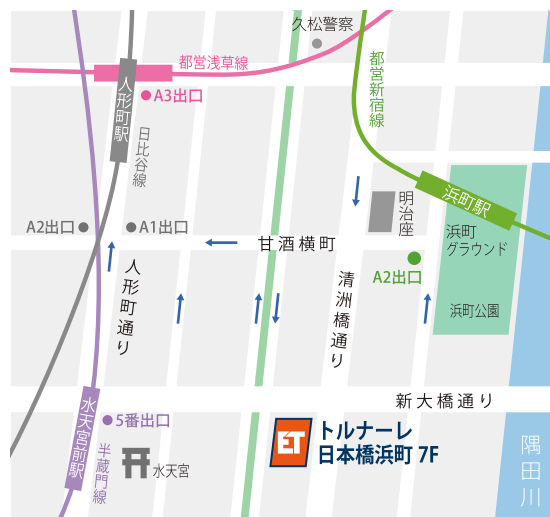 久松警察
都営浅草線
都営新宿線
人形町駅
A3出口
日比谷線
明治座
浜町駅
A2出口
A1出口
浜町
グラウンド
甘酒横町
A2出口
人形町通り
清洲橋通り
浜町公園
新大橋通り
水天宮前駅
5番出口
半蔵門線
水天宮
ET
トルナーレ
日本橋浜町 7F
隅田川